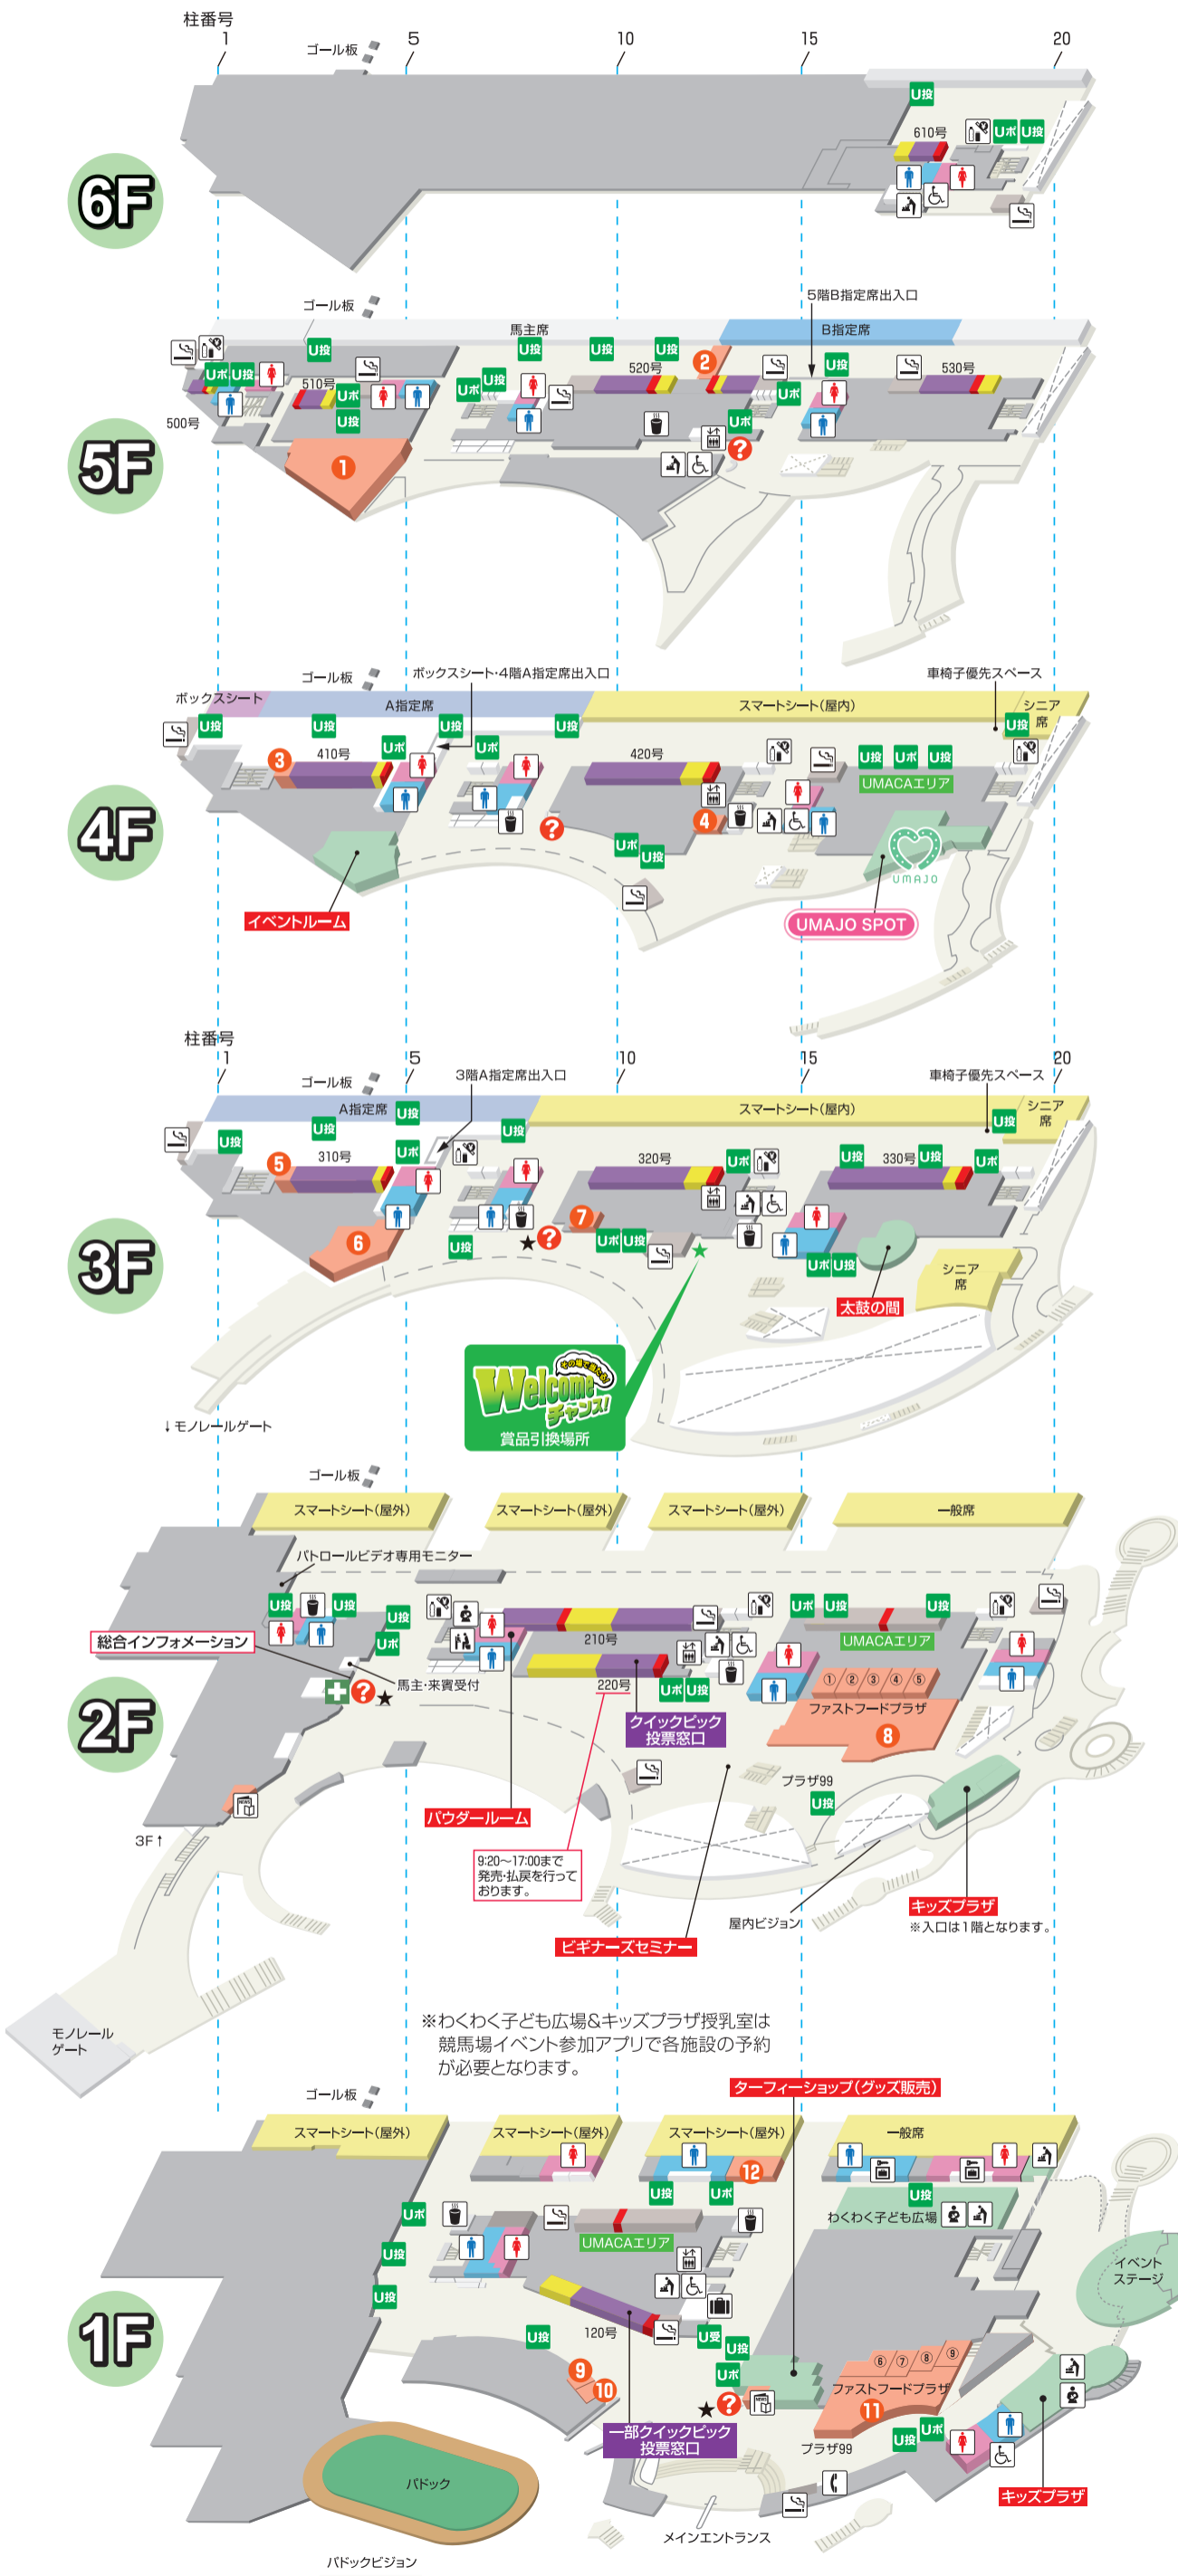 柱番号
1 5 10 15 20
ゴール板
U投
610号
Uポ U投
6F
ゴール板
5階B指定席出入口
馬主席 B指定席
U投 U投 U投 U投
2
U投
Uポ U投
510号
Uポ
U投
Uポ U投
520号
Uポ
530号
500号
Uポ
?
1
5F
ゴール板
ボックスシート・4階A指定席出入口
車椅子優先スペース
ボックスシート
A指定席
スマートシート(屋内)
シニア
席
U投 U投 U投 U投 U投
Uポ Uポ
3
410号
420号
U投 Uポ U投
UMACAエリア
4
?
Uポ U投
UMAJO
4F
イベントルーム
UMAJO SPOT
柱番号
1 5 10 15 20
ゴール板
3階A指定席出入口
車椅子優先スペース
A指定席
スマートシート(屋内)
シニア
席
U投 U投 U投 U投 U投
Uポ
5
310号
320号
Uポ
U投 U投 Uポ
330号
6
7
?
★
U投
Uポ U投
★
Uポ U投
シニア
席
3F
太鼓の間
その場で当たる!
Welcome
チャンス!
賞品引換場所
↓モノレールゲート
ゴール板
スマートシート(屋外) スマートシート(屋外) スマートシート(屋外) 一般席
パトロールビデオ専用モニター
U投 U投 U投
Uポ
Uポ U投 U投
総合インフォメーション
210号
UMACAエリア
馬主・来賓受付
?
★
220号
Uポ U投
① ② ③ ④ ⑤
ファストフードプラザ
8
2F
クイックピック
投票窓口
プラザ99
U投
パウダールーム
NEWS
3F↑
9:20〜17:00まで
発売・払戻を行って
おります。
屋内ビジョン
キッズプラザ
※入口は1階となります。
ビギナーズセミナー
モノレール
ゲート
※わくわく子ども広場&キッズプラザ授乳室は
競馬場イベント参加アプリで各施設の予約
が必要となります。
ゴール板
ターフィーショップ(グッズ販売)
スマートシート(屋外) スマートシート(屋外) スマートシート(屋外) 一般席
12
U投 Uポ U投
わくわく子ども広場
Uポ
UMACAエリア
U投
U投
イベント
ステージ
1F
120号
U投
U受
U投
Uポ
9
10
?
★
NEWS
⑥ ⑦ ⑧ ⑨
ファストフードプラザ
11
U投 Uポ
一部クイックピック
投票窓口
プラザ99
パドック
キッズプラザ
メインエントランス
パドックビジョン